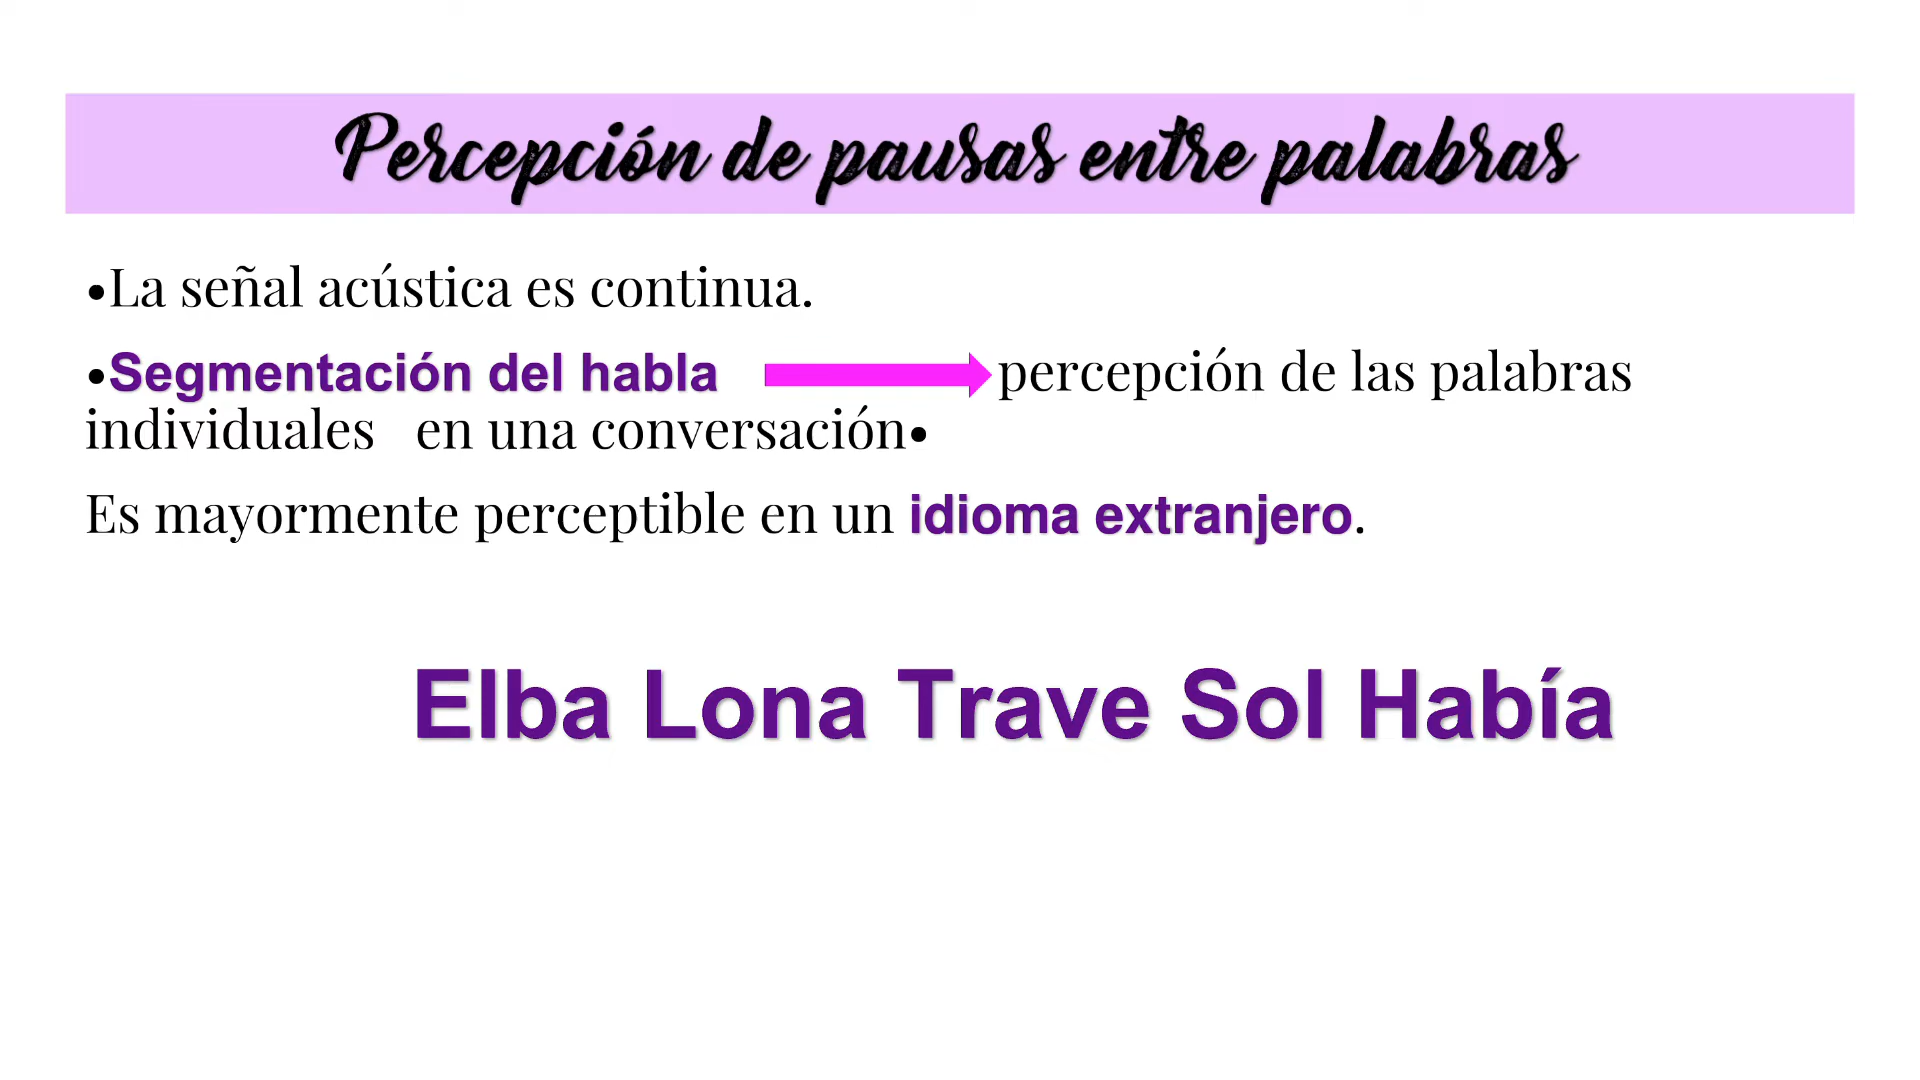 Percepción de pausas entre palabras
•La señal acústica es continua.
•Segmentación del habla percepción de las palabras
individuales en una conversación•
Es mayormente perceptible en un idioma extranjero.
Elba Lona Trave Sol Había